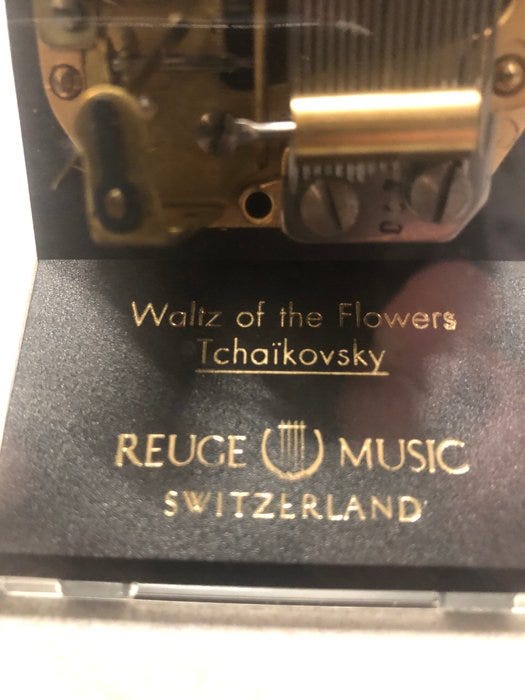 Waltz of the Flowers
Tchaïkovsky
REUGE MUSIC
SWITZERLAND